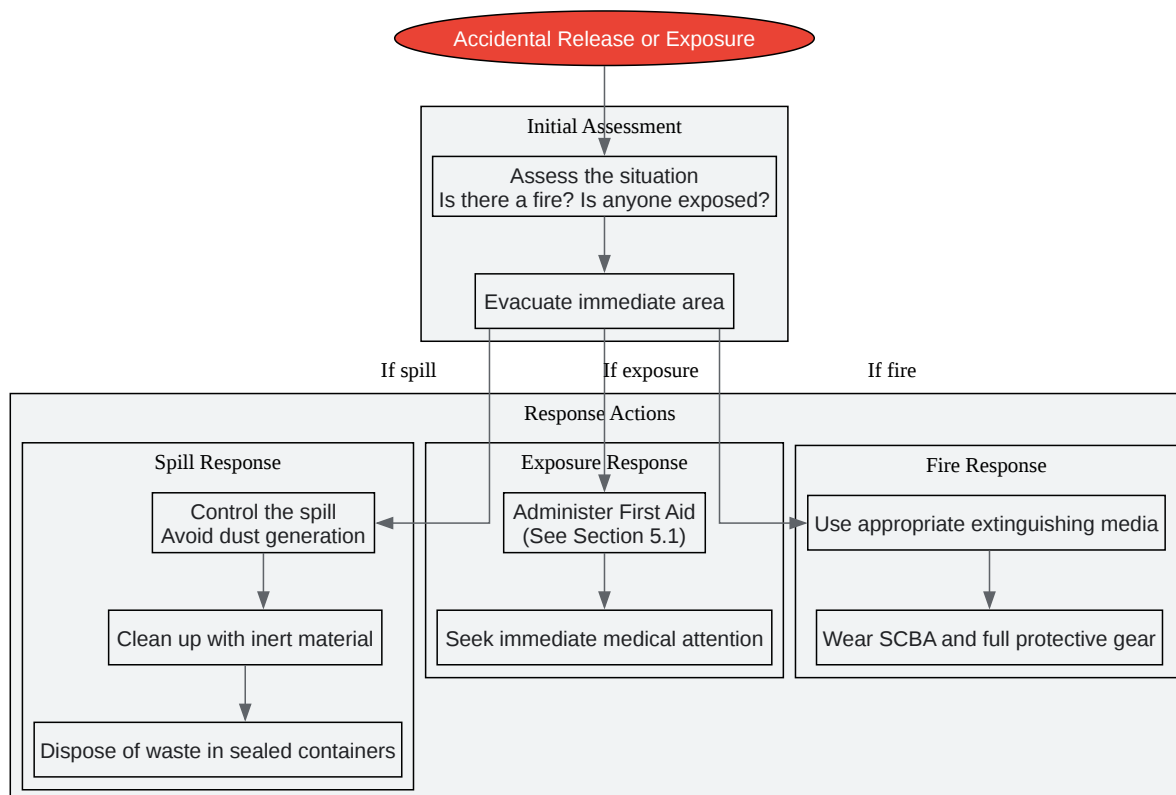 Accidental Release or Exposure
Initial Assessment
Assess the situation
Is there a fire? Is anyone exposed?
Evacuate immediate area
If spill
If exposure
If fire
Response Actions
Spill Response
Control the spill
Avoid dust generation
Clean up with inert material
Dispose of waste in sealed containers
Exposure Response
Administer First Aid
(See Section 5.1)
Seek immediate medical attention
Fire Response
Use appropriate extinguishing media
Wear SCBA and full protective gear